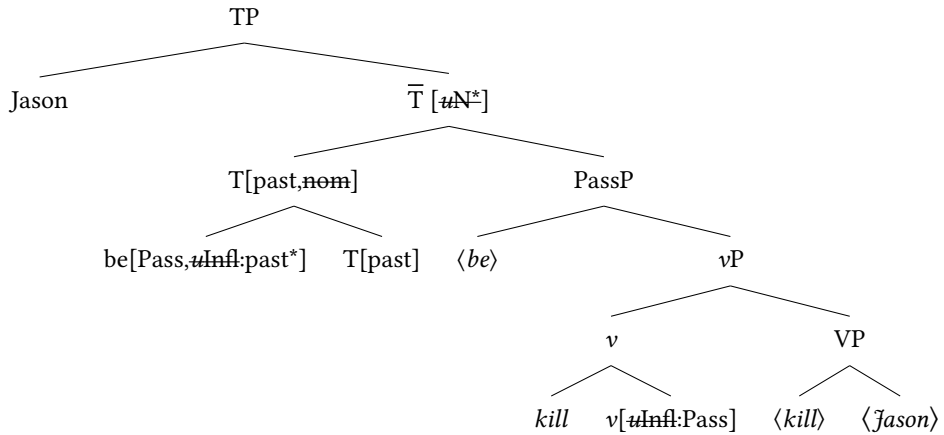 TP
Jason T̅ [uN*]
T[past,nom] PassP
be[Pass,uInfl:past*] T[past] ⟨be⟩ vP
v VP
kill v[uInfl:Pass] ⟨kill⟩ ⟨Jason⟩